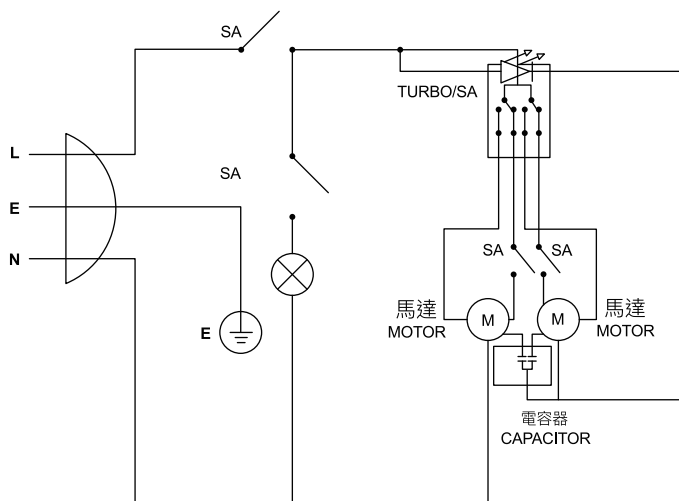 SA
TURBO/SA
L
SA
E
N
SA SA
E
馬達
MOTOR
M
M
馬達
MOTOR
電容器
CAPACITOR